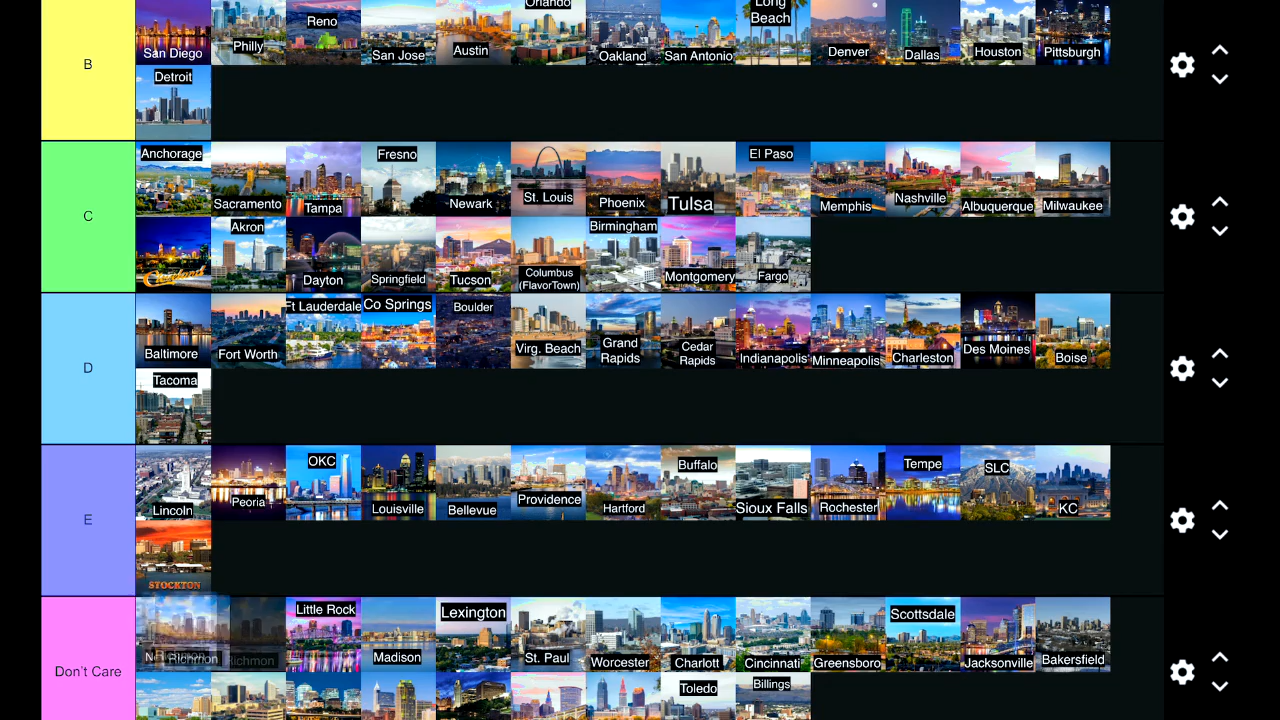 B
San Diego
Philly
Reno
San Jose
Austin
Orlando
Oakland
San Antonio
Long
Beach
Denver
Dallas
Houston
Pittsburgh
Detroit
C
Anchorage
Sacramento
Tampa
Fresno
Newark
St. Louis
Phoenix
Tulsa
El Paso
Memphis
Nashville
Albuquerque
Milwaukee
Cleveland
Akron
Dayton
Springfield
Tucson
Columbus
(FlavorTown)
Birmingham
Montgomery
Fargo
D
Baltimore
Fort Worth
Ft Lauderdale
Co Springs
Boulder
Virg. Beach
Grand
Rapids
Cedar
Rapids
Indianapolis
Minneapolis
Charleston
Des Moines
Boise
Tacoma
E
Lincoln
Peoria
OKC
Louisville
Bellevue
Providence
Hartford
Buffalo
Sioux Falls
Rochester
Tempe
SLC
KC
STOCKTON
Don't Care
Richmon
Little Rock
Madison
Lexington
St. Paul
Worcester
Charlott
Cincinnati
Greensboro
Scottsdale
Jacksonville
Bakersfield
Toledo
Billings